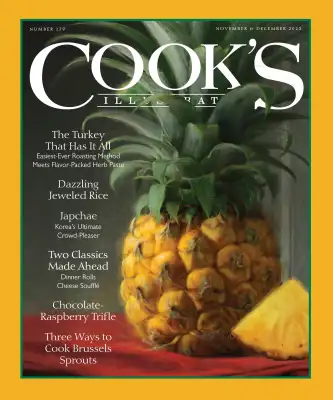 NUMBER 179
NOVEMBER & DECEMBER 2022
COOK'S
The Turkey
That Has It All
Easiest-Ever Roasting Method
Meets Flavor-Packed Herb Paste
Dazzling
Jeweled Rice
Japchae
Korea's Ultimate
Crowd-Pleaser
Two Classics
Made Ahead
Dinner Rolls
Cheese Soufflé
Chocolate-
Raspberry Trifle
Three Ways to
Cook Brussels
Sprouts